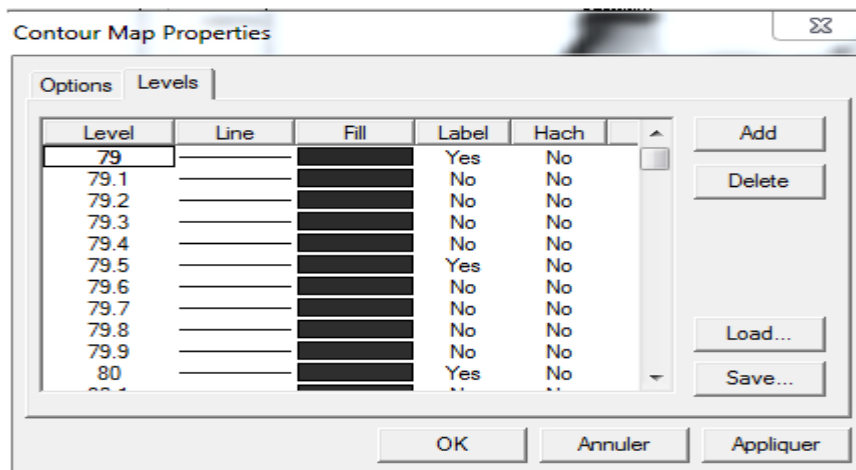 Contour Map Properties
Options Levels
Level Line Fill Label Hach
79 Yes No
79.1 No No
79.2 No No
79.3 No No
79.4 No No
79.5 Yes No
79.6 No No
79.7 No No
79.8 No No
79.9 No No
80 Yes No
Add
Delete
Load...
Save...
OK Annuler Appliquer